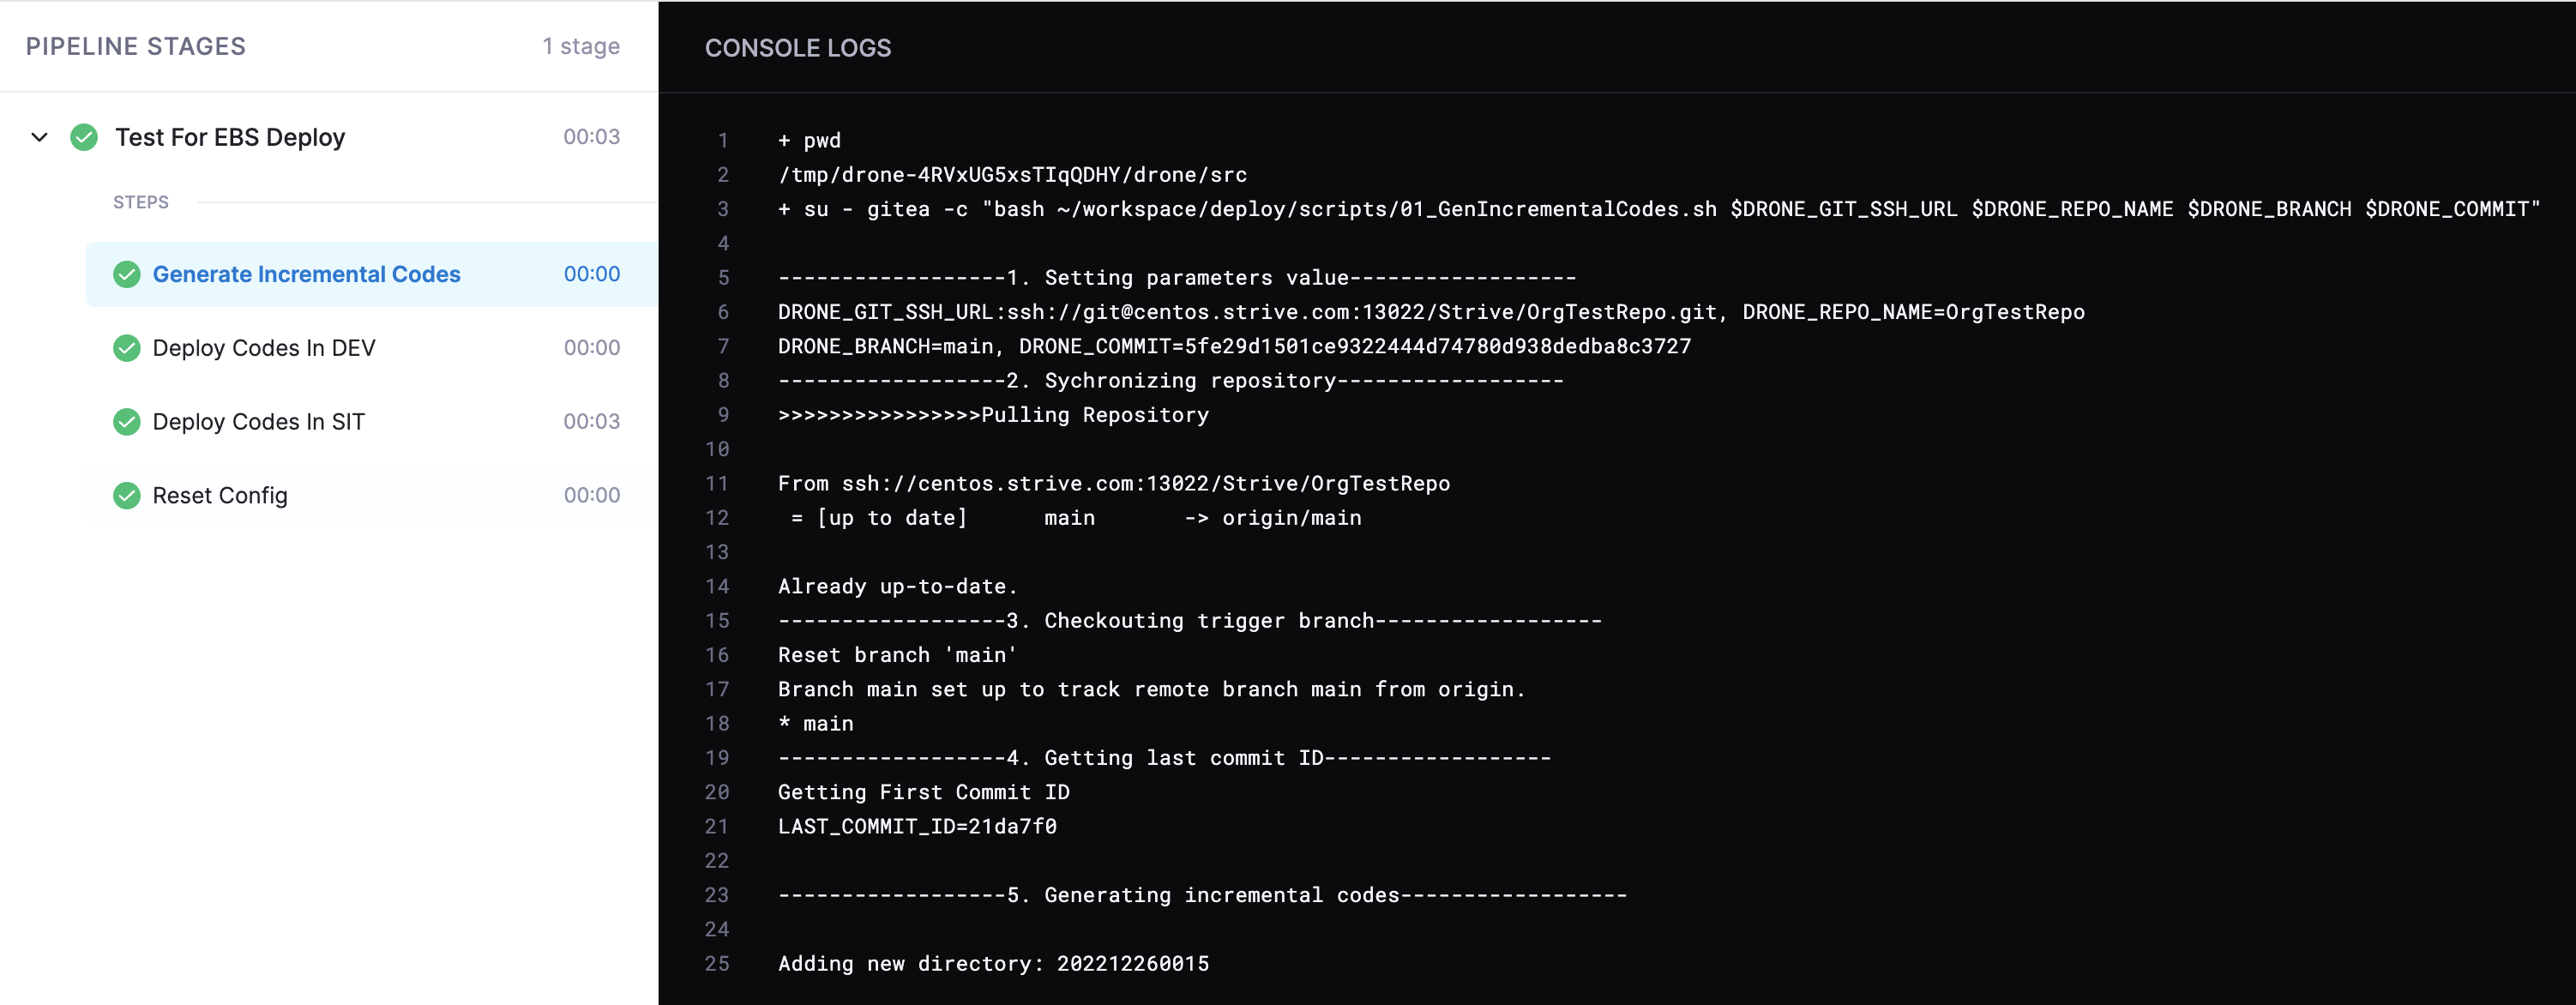 PIPELINE STAGES 1 stage
Test For EBS Deploy 00:03
STEPS
Generate Incremental Codes 00:00
Deploy Codes In DEV 00:00
Deploy Codes In SIT 00:03
Reset Config 00:00
CONSOLE LOGS
1 + pwd
2 /tmp/drone-4RVxUG5xsTIqQDHY/drone/src
3 + su - gitea -c "bash ~/workspace/deploy/scripts/01_GenIncrementalCodes.sh $DRONE_GIT_SSH_URL $DRONE_REPO_NAME $DRONE_BRANCH $DRONE_COMMIT"
4
5 ------------------1. Setting parameters value------------------
6 DRONE_GIT_SSH_URL:ssh://git@centos.strive.com:13022/Strive/OrgTestRepo.git, DRONE_REPO_NAME=OrgTestRepo
7 DRONE_BRANCH=main, DRONE_COMMIT=5fe29d1501ce9322444d74780d938dedba8c3727
8 ------------------2. Sychronizing repository------------------
9 >>>>>>>>>>>>>>>>Pulling Repository
10
11 From ssh://centos.strive.com:13022/Strive/OrgTestRepo
12  = [up to date]      main       -> origin/main
13
14 Already up-to-date.
15 ------------------3. Checkouting trigger branch------------------
16 Reset branch 'main'
17 Branch main set up to track remote branch main from origin.
18 * main
19 ------------------4. Getting last commit ID------------------
20 Getting First Commit ID
21 LAST_COMMIT_ID=21da7f0
22
23 ------------------5. Generating incremental codes------------------
24
25 Adding new directory: 202212260015